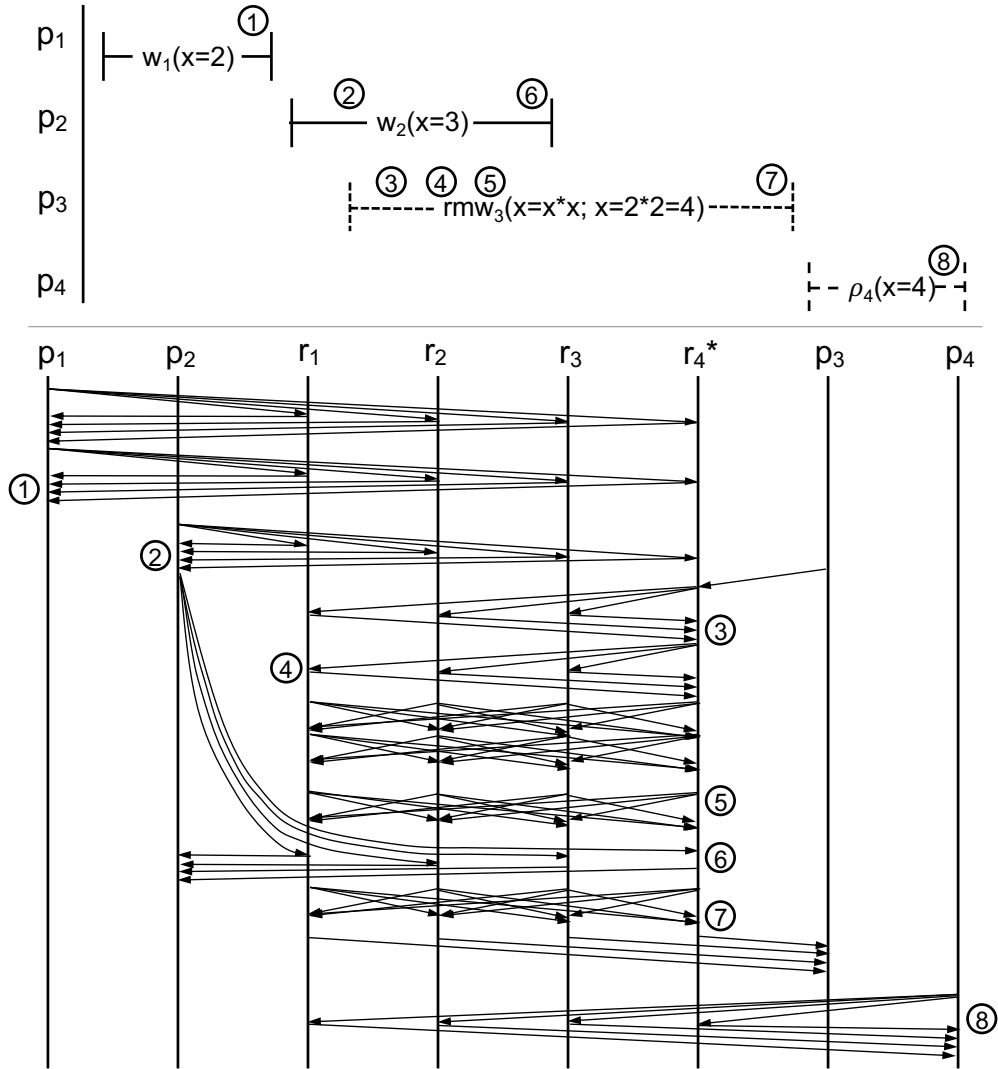 p₁ w₁(x=2) ①
p₂ ② w₂(x=3) ⑥
③ ④ ⑤ ⑦
p₃ rmw₃(x=x*x; x=2*2=4)
p₄ ρ₄(x=4) ⑧
p₁ p₂ r₁ r₂ r₃ r₄* p₃ p₄
①
②
③
④
⑤
⑥
⑦
⑧